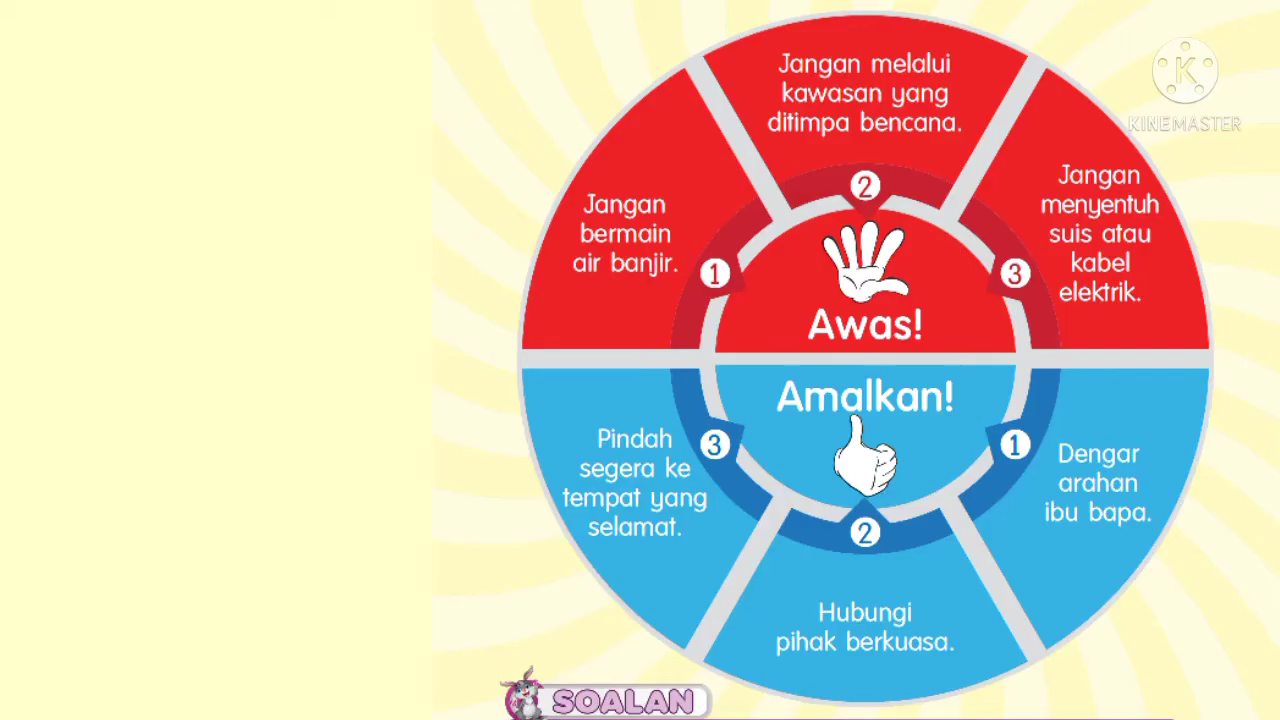 Jangan melalui
kawasan yang
ditimpa bencana.
K
KINEMASTER
Jangan
bermain
air banjir.
Jangan
menyentuh
suis atau
kabel
elektrik.
2
1
3
Awas!
Amalkan!
3
1
2
Pindah
segera ke
tempat yang
selamat.
Dengar
arahan
ibu bapa.
Hubungi
pihak berkuasa.
SOALAN